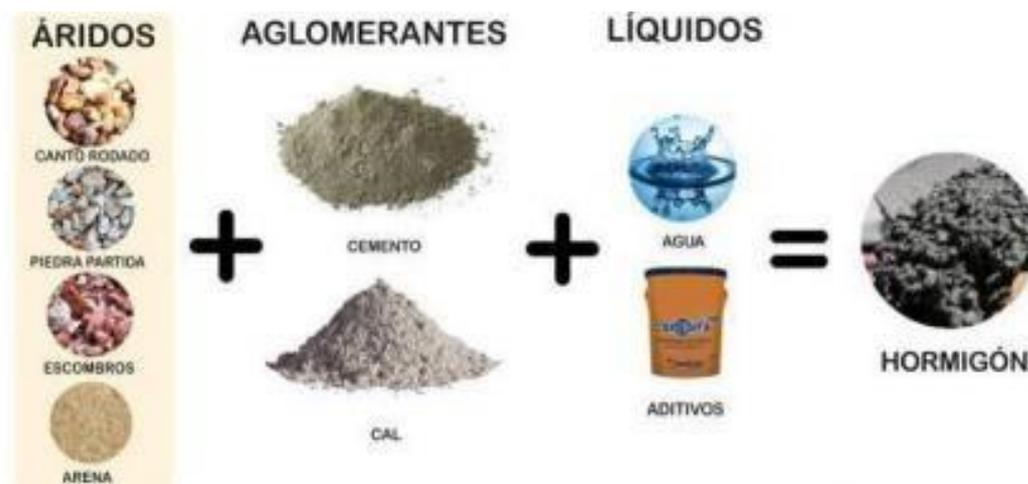 ÁRIDOS
CANTO RODADO
PIEDRA PARTIDA
ESCOMBROS
ARENA
AGLOMERANTES
CEMENTO
CAL
LÍQUIDOS
AGUA
ADITIVOS
HORMIGÓN